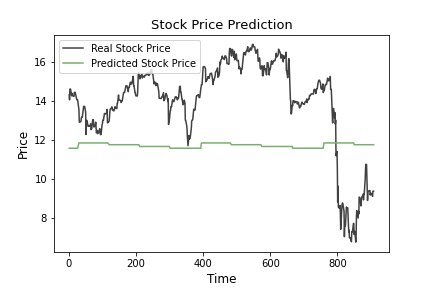 Stock Price Prediction
Real Stock Price
Predicted Stock Price
Price
16
14
12
10
8
0 200 400 600 800
Time